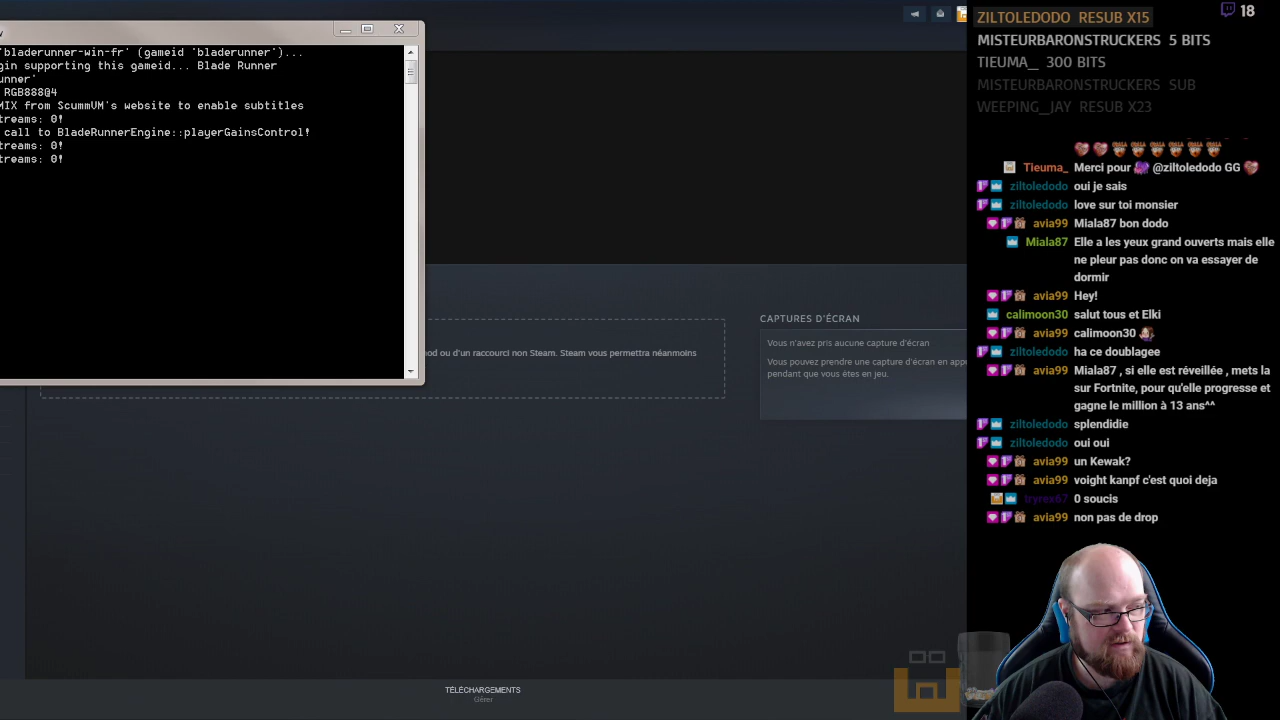 y
'bladerunner-win-fr' (gameid 'bladerunner')...
gin supporting this gameid... Blade Runner
unner'
RGB888@4
MIX from ScummVM's website to enable subtitles
treams: 0!
call to BladeRunnerEngine::playerGainsControl!
treams: 0!
treams: 0!
od ou d'un raccourci non Steam. Steam vous permettra néanmoins
CAPTURES D'ÉCRAN
Vous n'avez pris aucune capture d'écran
Vous pouvez prendre une capture d'écran en appu
pendant que vous êtes en jeu.
TÉLÉCHARGEMENTS
Gérer
18
ZILTOLEDODO RESUB X15
MISTEURBARONSTRUCKERS 5 BITS
TIEUMA_ 300 BITS
MISTEURBARONSTRUCKERS SUB
WEEPING_JAY RESUB X23
Tieuma_ Merci pour @ziltoledodo GG
ziltoledodo oui je sais
ziltoledodo love sur toi monsier
avia99 Miala87 bon dodo
Miala87 Elle a les yeux grand ouverts mais elle
ne pleur pas donc on va essayer de
dormir
avia99 Hey!
calimoon30 salut tous et Elki
avia99 calimoon30
ziltoledodo ha ce doublagee
avia99 Miala87 , si elle est réveillée , mets la
sur Fortnite, pour qu'elle progresse et
gagne le million à 13 ans^^
ziltoledodo splendidie
ziltoledodo oui oui
avia99 un Kewak?
avia99 voight kanpf c'est quoi deja
tryrex67 0 soucis
avia99 non pas de drop